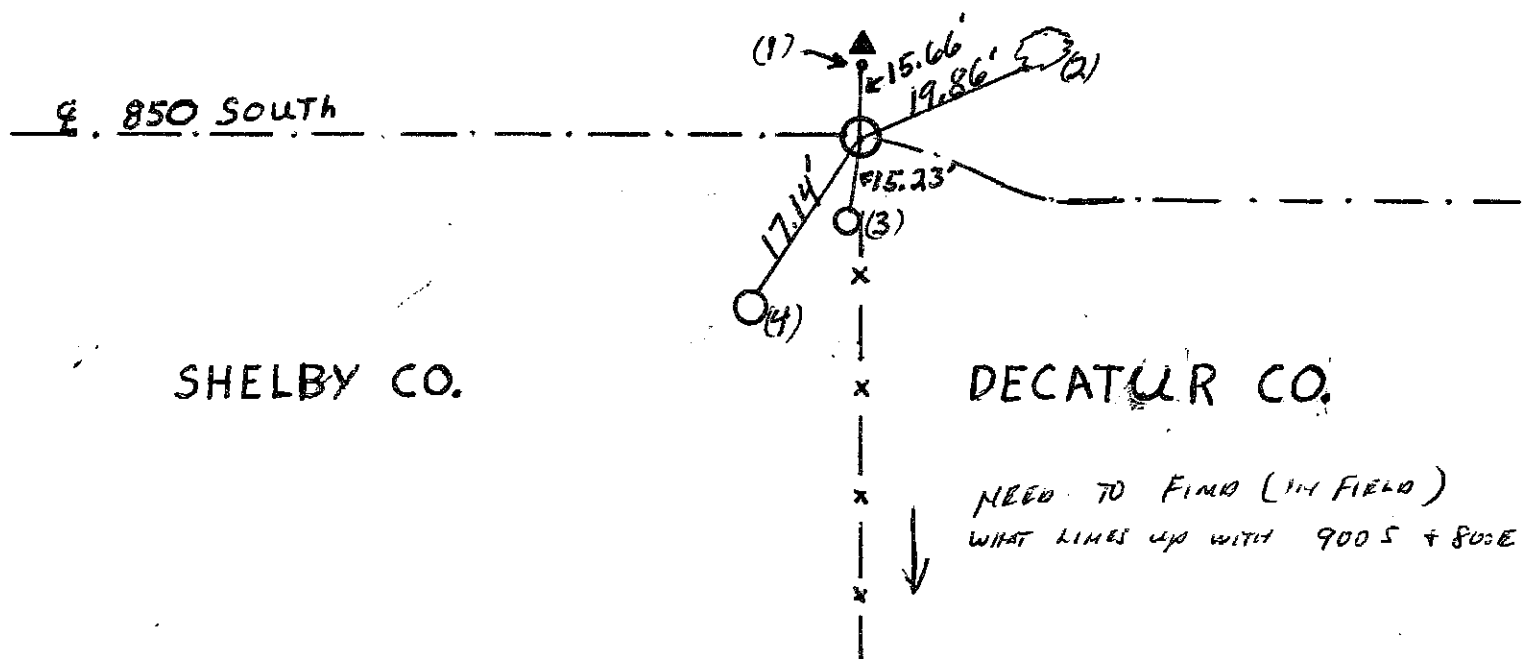 (1)
15.66'
19.86'
(2)
℄ 850 SOUTH
15.23'
17.14'
(3)
(4)
SHELBY CO.
DECATUR CO.
NEED TO FIND (IN FIELD)
WHAT LINES UP WITH 900 S + 800E